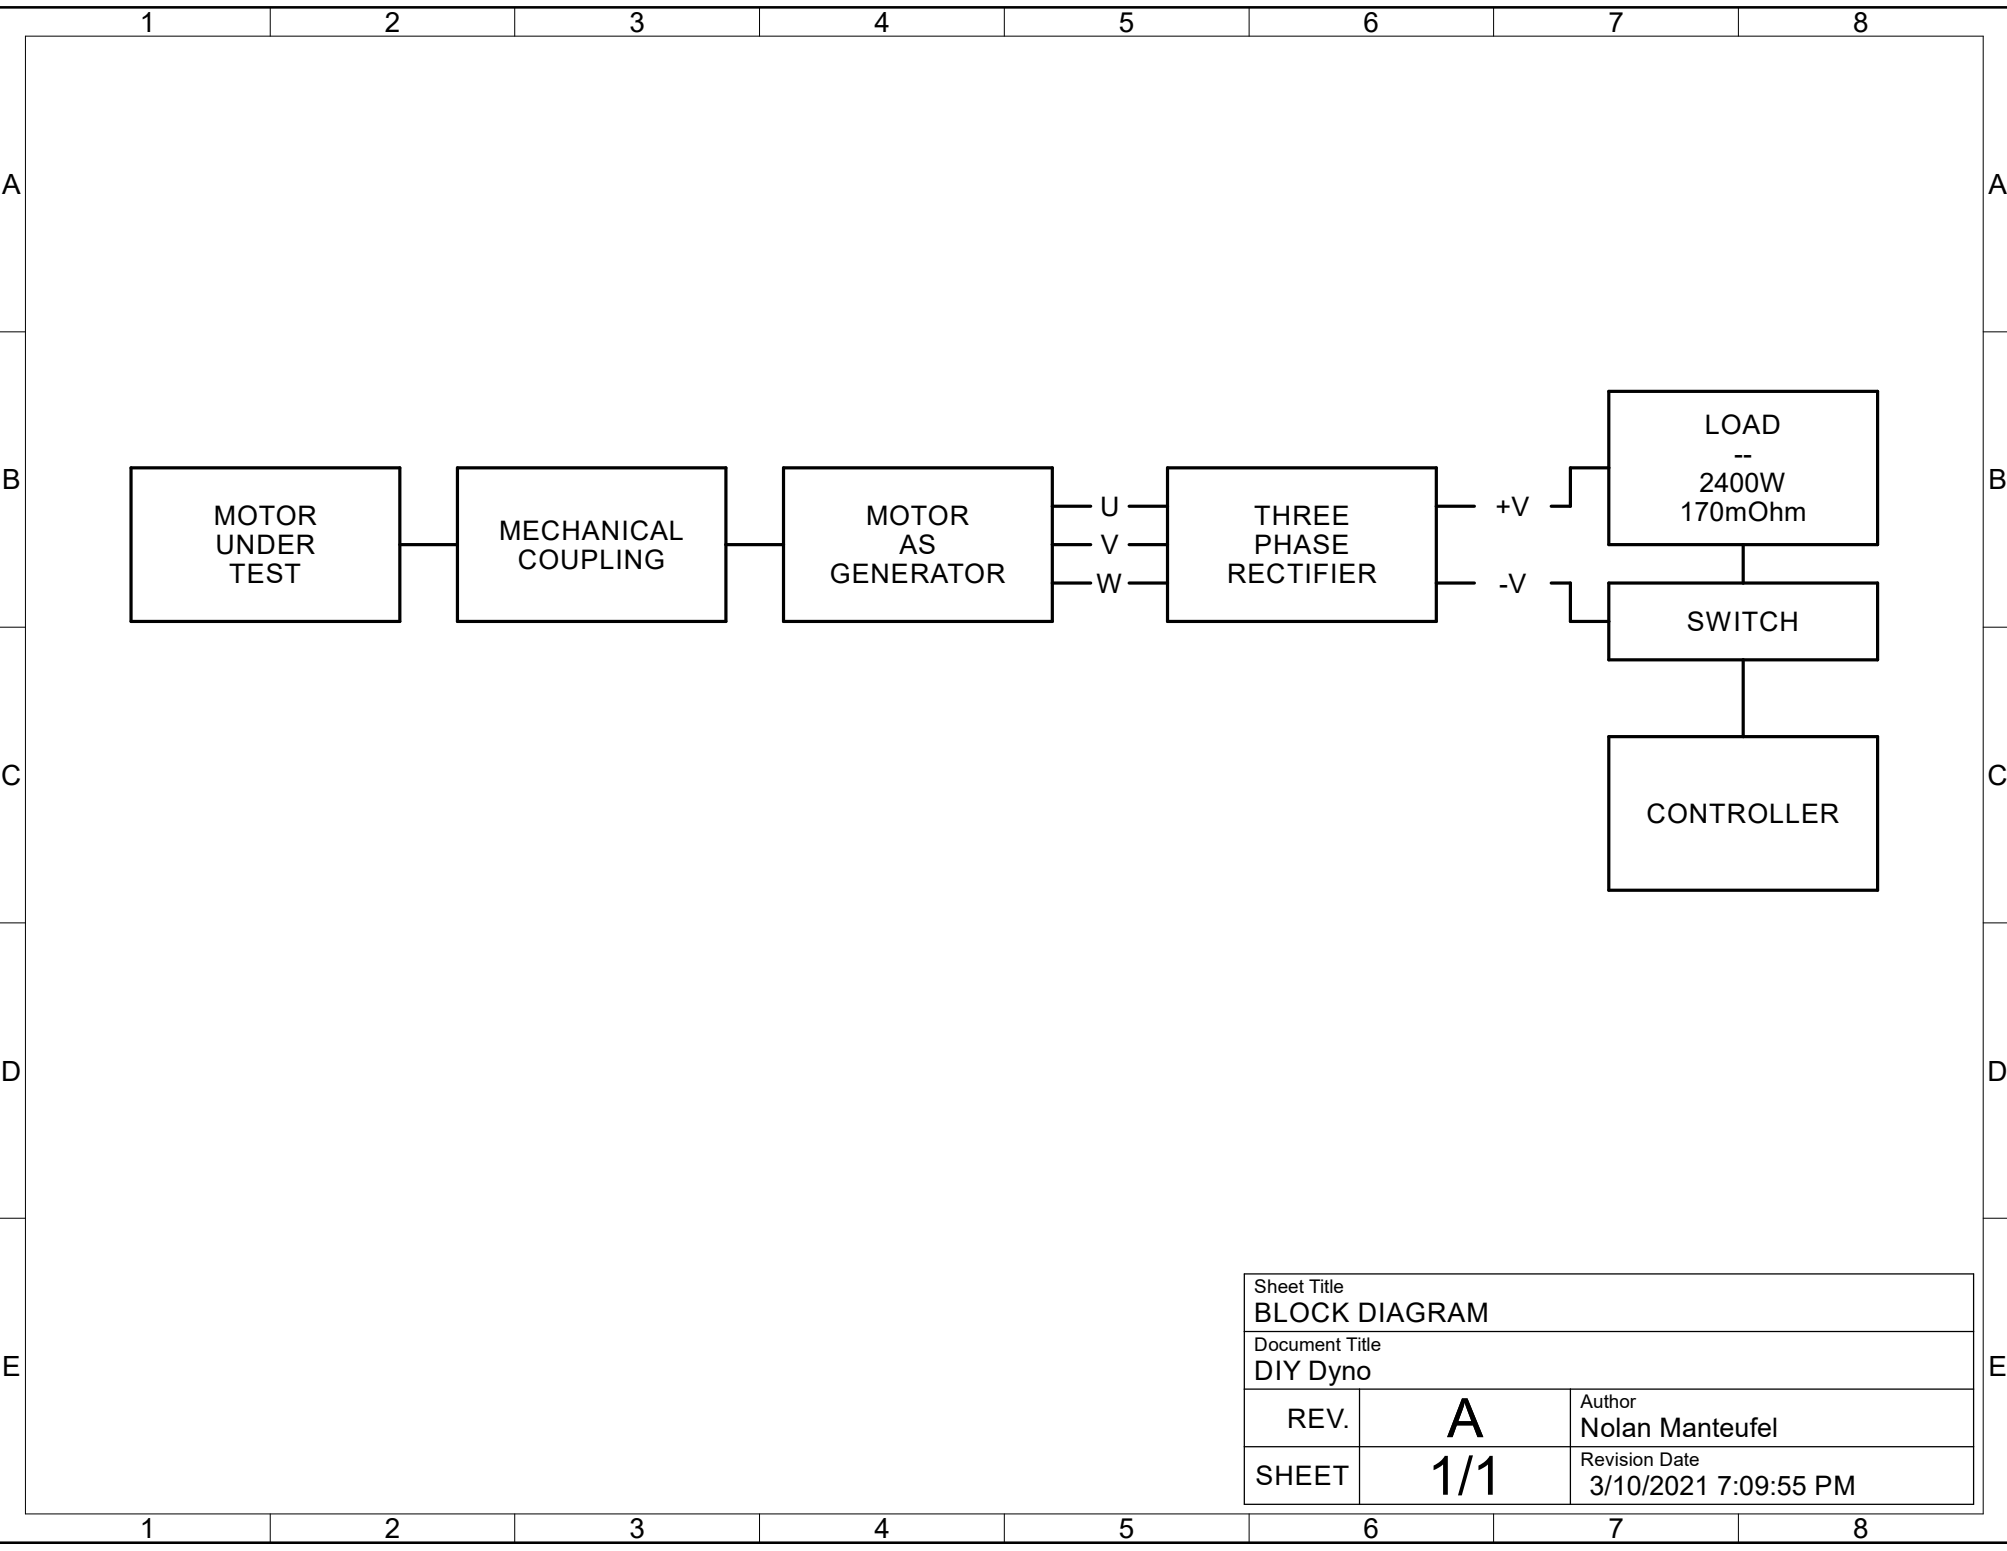 1 2 3 4 5 6 7 8
A A
B B
C C
D D
E E
MOTOR
UNDER
TEST
MECHANICAL
COUPLING
MOTOR
AS
GENERATOR
U
V
W
THREE
PHASE
RECTIFIER
+V
-V
LOAD
--
2400W
170mOhm
SWITCH
CONTROLLER
Sheet Title
BLOCK DIAGRAM
Document Title
DIY Dyno
REV. A
Author
Nolan Manteufel
SHEET 1/1
Revision Date
3/10/2021 7:09:55 PM
1 2 3 4 5 6 7 8